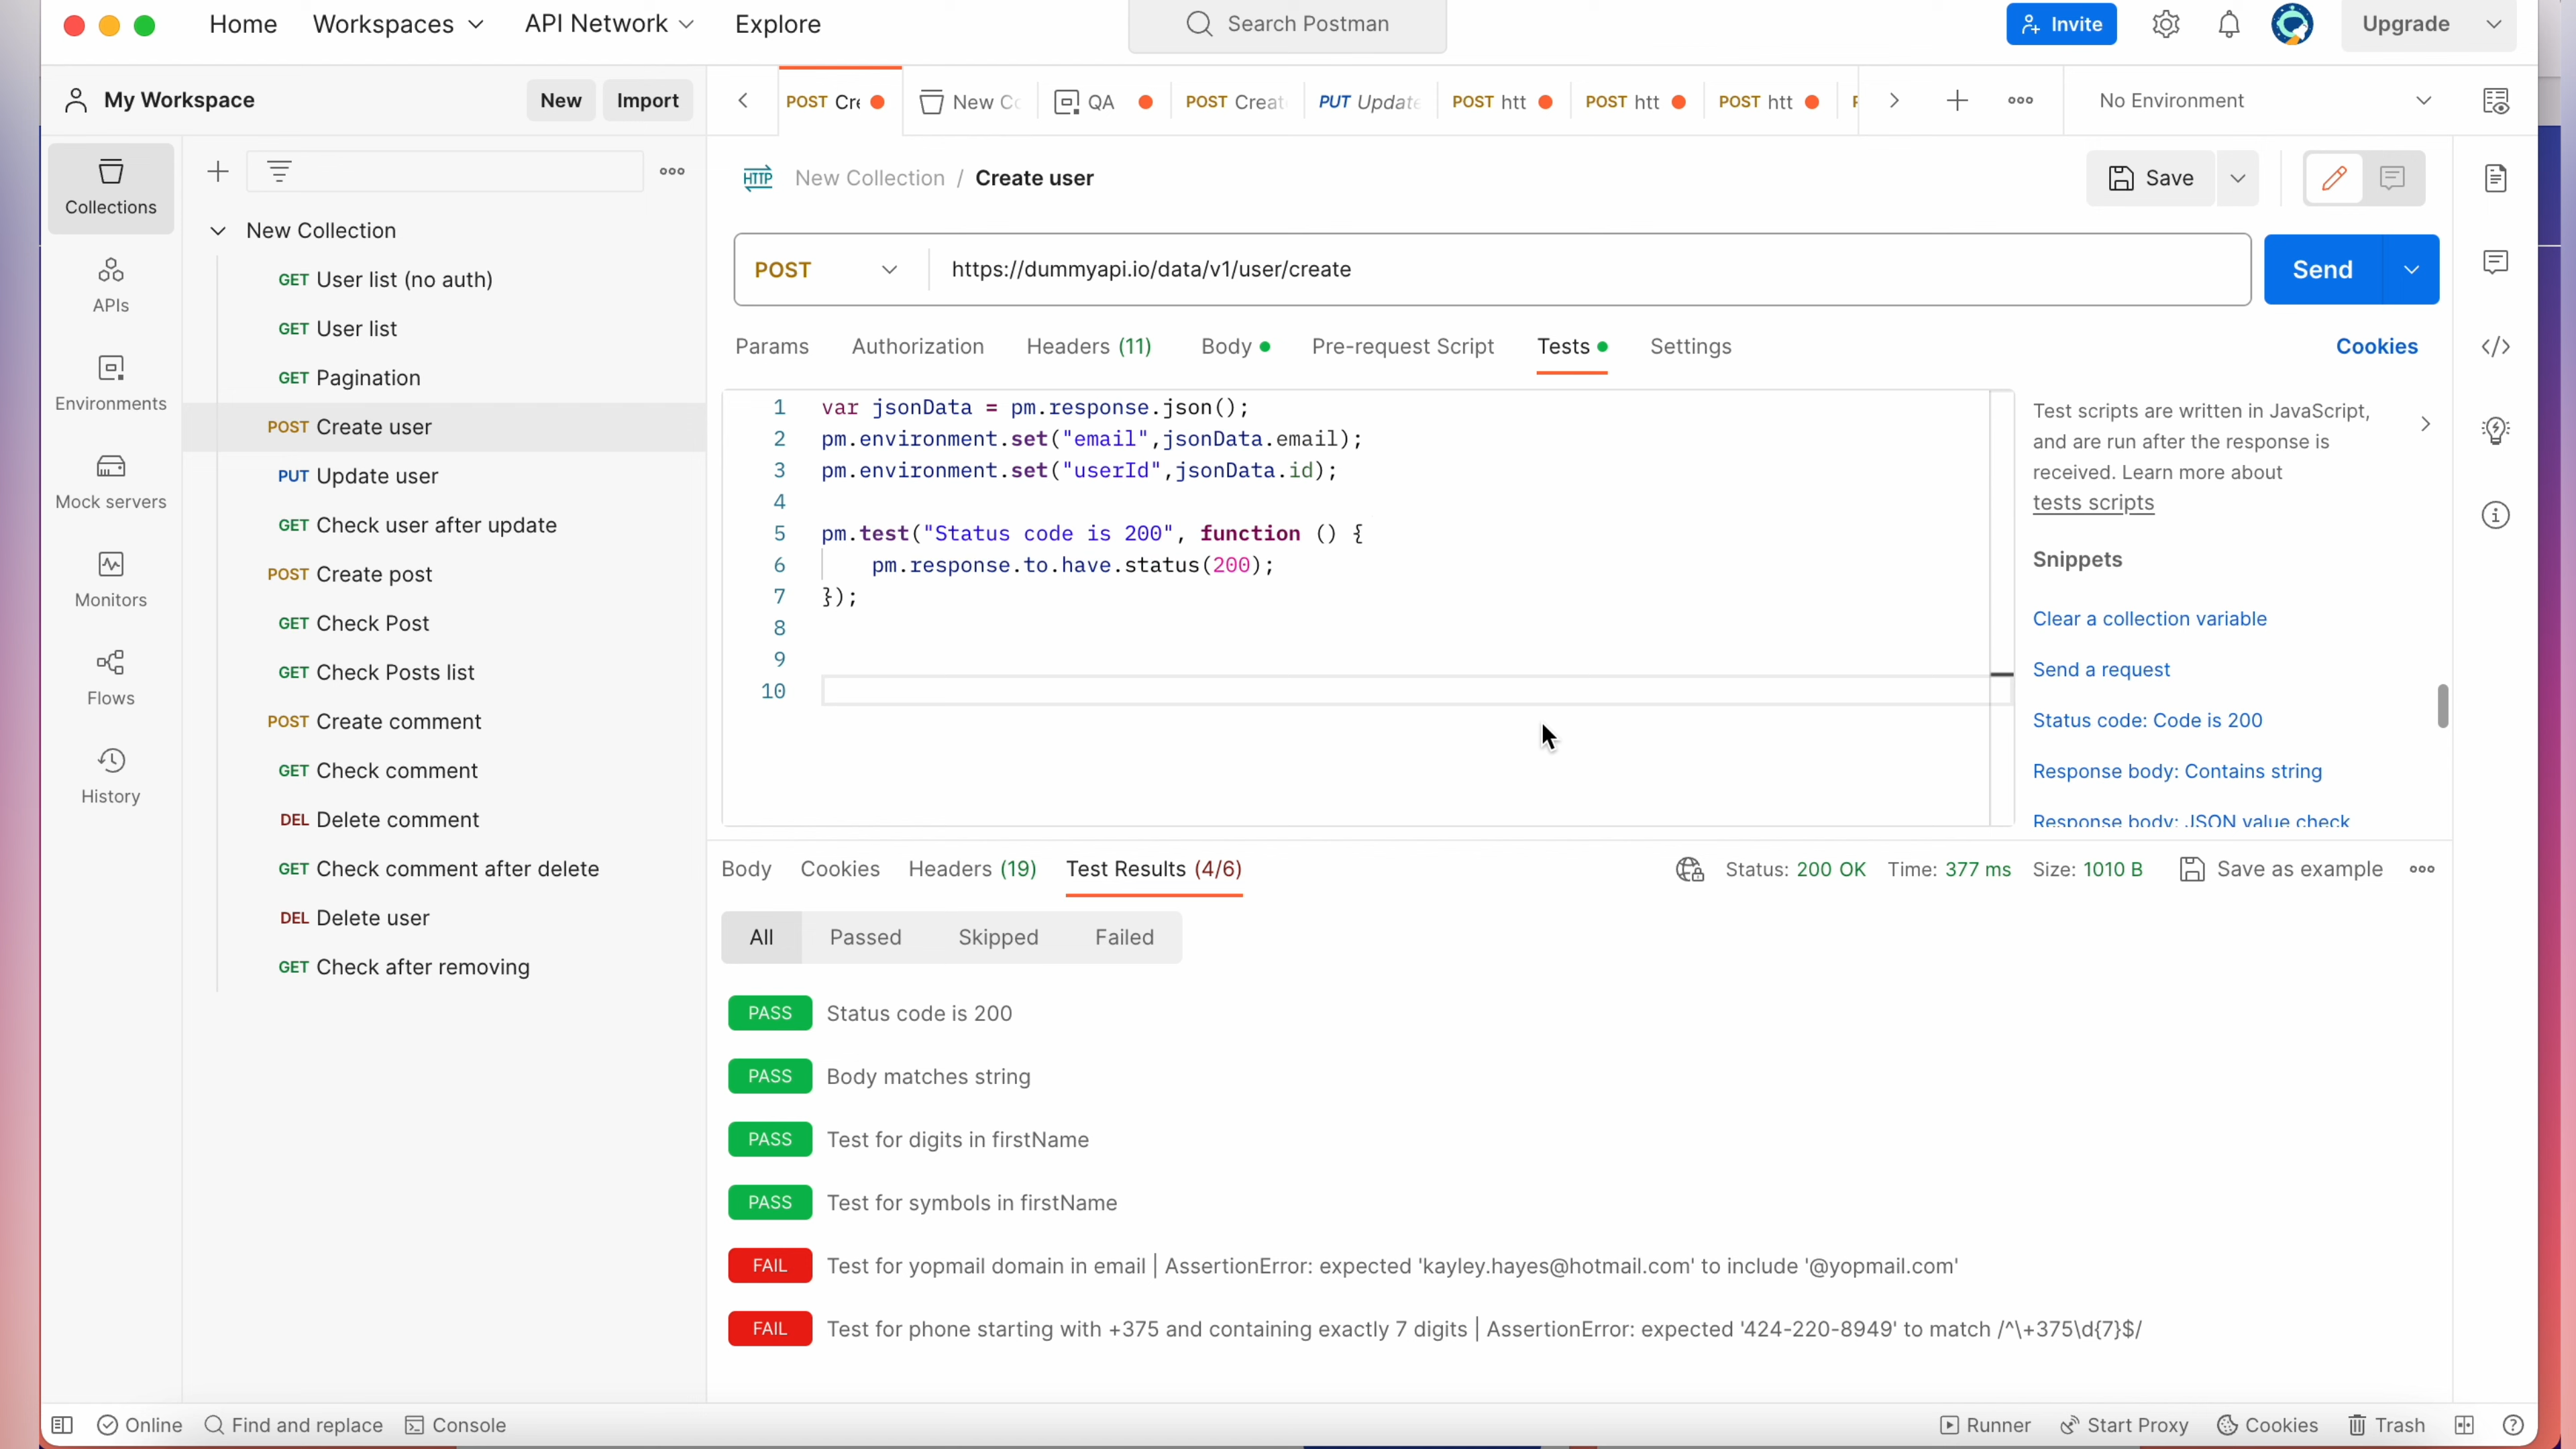 Home Workspaces API Network Explore Search Postman Invite Upgrade
My Workspace New Import POST Cre New Co QA POST Creat PUT Update POST htt POST htt POST htt No Environment
Collections
APIs
Environments
Mock servers
Monitors
Flows
History
New Collection
GET User list (no auth)
GET User list
GET Pagination
POST Create user
PUT Update user
GET Check user after update
POST Create post
GET Check Post
GET Check Posts list
POST Create comment
GET Check comment
DEL Delete comment
GET Check comment after delete
DEL Delete user
GET Check after removing
HTTP New Collection / Create user Save
POST https://dummyapi.io/data/v1/user/create Send
Params Authorization Headers (11) Body Pre-request Script Tests Settings Cookies
1 var jsonData = pm.response.json();
2 pm.environment.set("email",jsonData.email);
3 pm.environment.set("userId",jsonData.id);
4
5 pm.test("Status code is 200", function () {
6 pm.response.to.have.status(200);
7 });
8
9
10
Test scripts are written in JavaScript,
and are run after the response is
received. Learn more about
tests scripts
Snippets
Clear a collection variable
Send a request
Status code: Code is 200
Response body: Contains string
Response body: JSON value check
Body Cookies Headers (19) Test Results (4/6) Status: 200 OK Time: 377 ms Size: 1010 B Save as example
All Passed Skipped Failed
PASS Status code is 200
PASS Body matches string
PASS Test for digits in firstName
PASS Test for symbols in firstName
FAIL Test for yopmail domain in email | AssertionError: expected 'kayley.hayes@hotmail.com' to include '@yopmail.com'
FAIL Test for phone starting with +375 and containing exactly 7 digits | AssertionError: expected '424-220-8949' to match /^\+375\d{7}$/
Online Find and replace Console Runner Start Proxy Cookies Trash